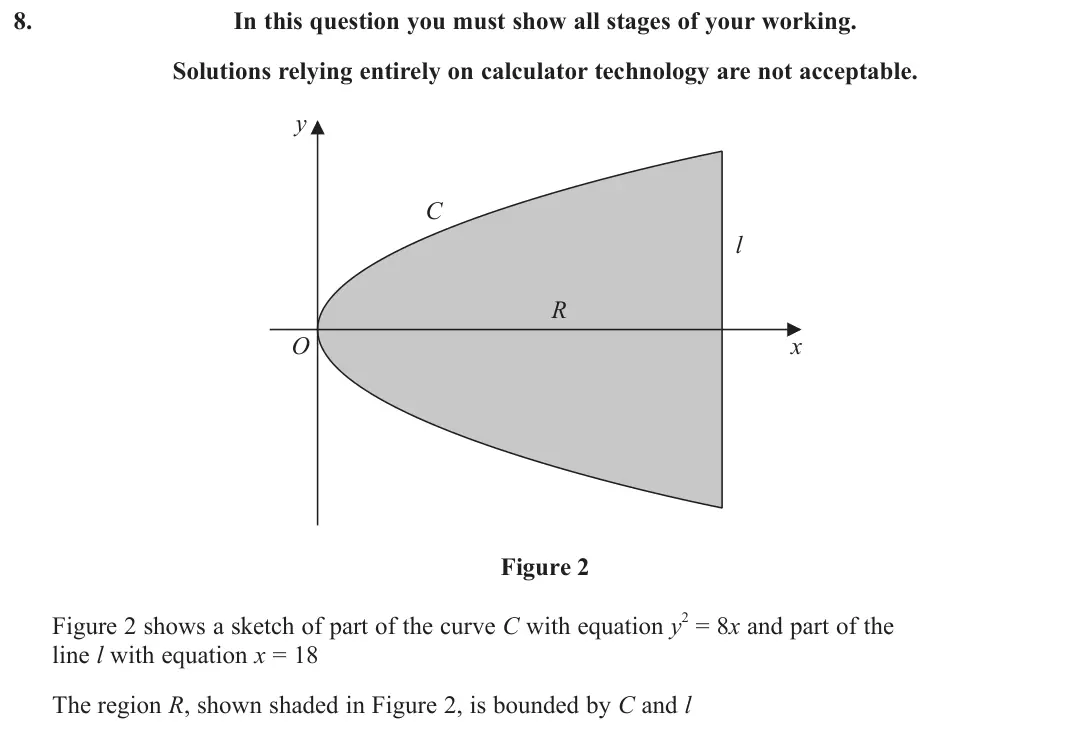 8. In this question you must show all stages of your working.
Solutions relying entirely on calculator technology are not acceptable.
y
C
l
R
O
x
Figure 2
Figure 2 shows a sketch of part of the curve C with equation y² = 8x and part of the
line l with equation x = 18
The region R, shown shaded in Figure 2, is bounded by C and l